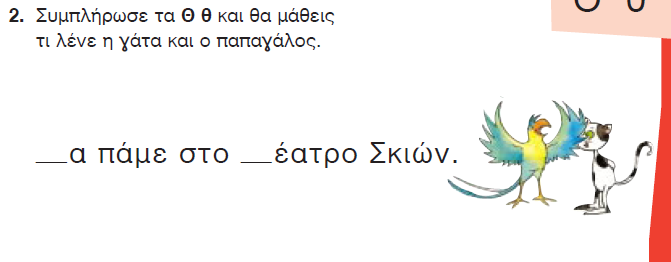 2. Συμπλήρωσε τα Θ θ και θα μάθεις
τι λένε η γάτα και ο παπαγάλος.
__α πάμε στο __έατρο Σκιών.